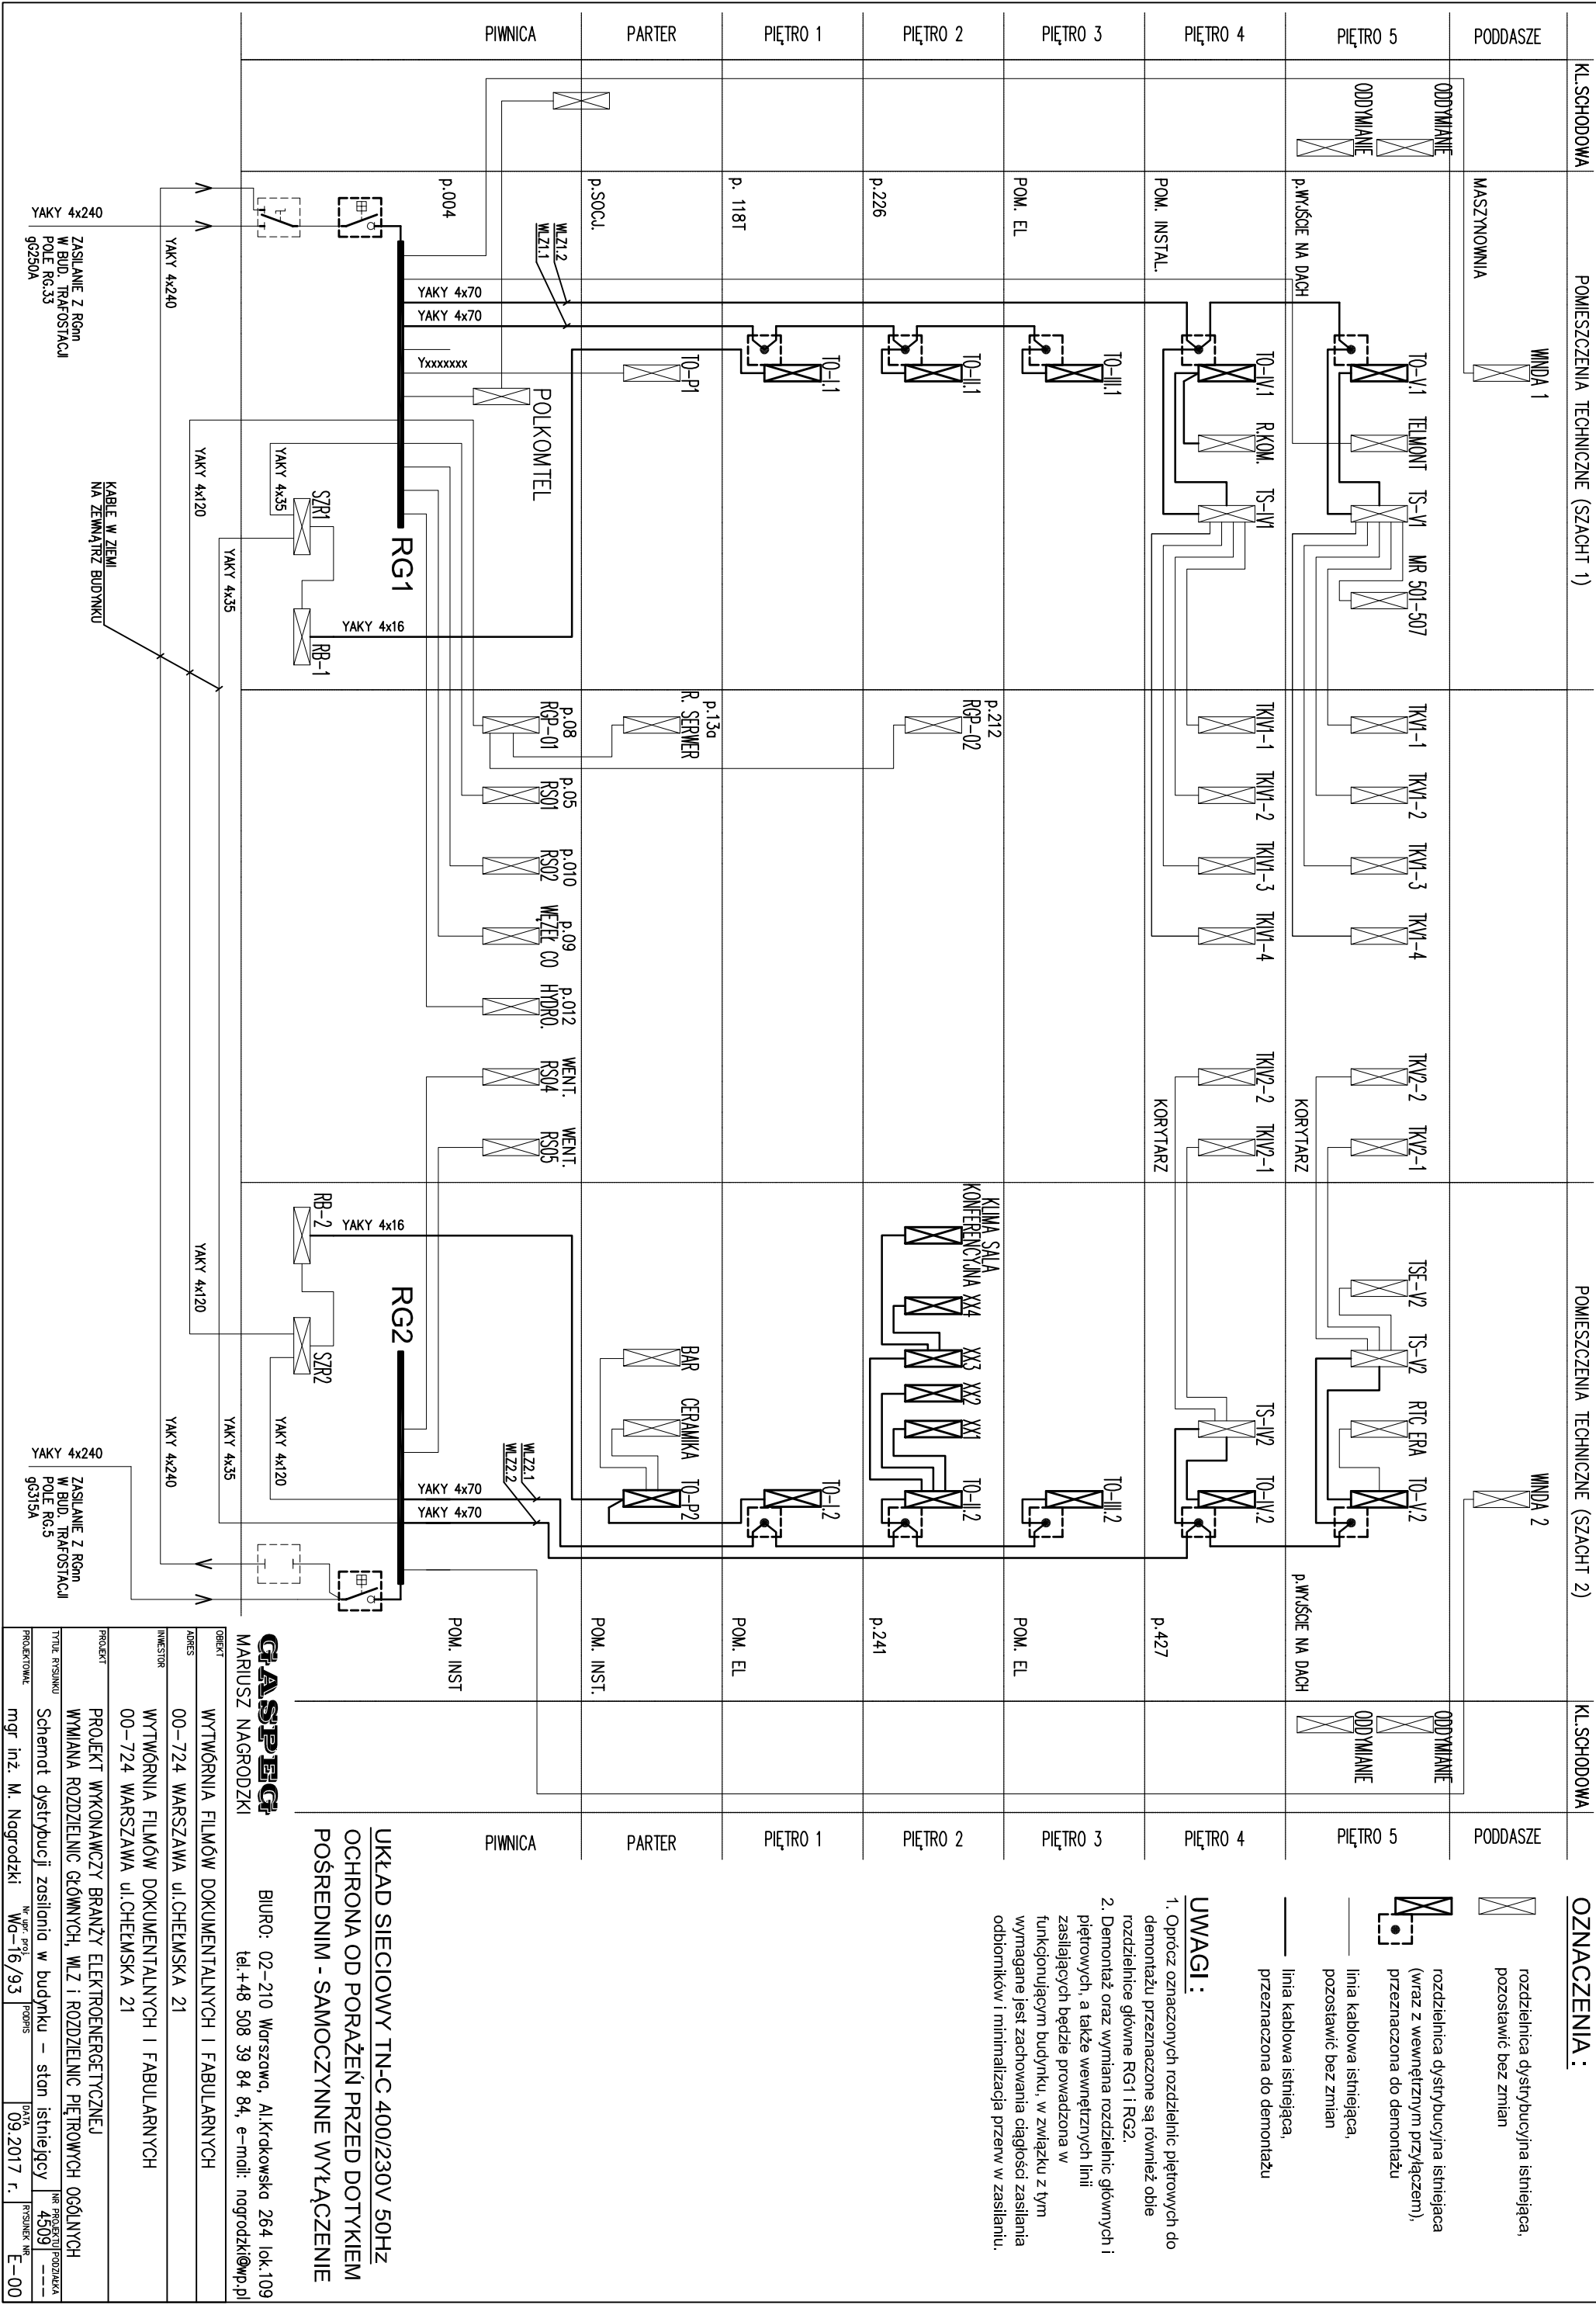 KL.SCHODOWA
POMIESZCZENIA TECHNICZNE (SZACHT 1)
POMIESZCZENIA TECHNICZNE (SZACHT 2)
KL.SCHODOWA
PODDASZE
MASZYNOWNIA
WINDA 1
WINDA 2
PODDASZE
PIĘTRO 5
ODDYMIANIE
ODDYMIANIE
p.WYJŚCIE NA DACH
TO-V.1
TELMONT
TS-V1
MR 501-507
TKV1-1
TKV1-2
TKV1-3
TKV1-4
TKV2-2
TKV2-1
KORYTARZ
TSE-V2
TS-V2
RTC ERA
TO-V.2
p.WYJŚCIE NA DACH
ODDYMIANIE
ODDYMIANIE
PIĘTRO 5
PIĘTRO 4
POM. INSTAL.
TO-IV.1
R.KOM.
TS-IV1
TKIV1-1
TKIV1-2
TKIV1-3
TKIV1-4
TKIV2-2
TKIV2-1
KORYTARZ
TS-IV2
TO-IV.2
p.427
PIĘTRO 4
PIĘTRO 3
POM. EL
TO-III.1
TO-III.2
POM. EL
PIĘTRO 3
PIĘTRO 2
p.226
TO-II.1
p.212
RGP-02
KLIMA SALA
KONFERENCYJNA
XX4
XX3
XX2
XX1
TO-II.2
p.241
PIĘTRO 2
PIĘTRO 1
p. 118T
TO-I.1
TO-I.2
POM. EL
PIĘTRO 1
PARTER
p.SOCJ.
TO-P1
p.13a
R. SERWER
BAR
CERAMIKA
TO-P2
POM. INST.
PARTER
PIWNICA
p.004
WLZ1.2
WLZ1.1
YAKY 4x70
YAKY 4x70
Yxxxxxxx
POLKOMTEL
RG1
YAKY 4x16
p.08
RGP-01
p.05
RS01
p.010
RS02
p.09
WĘZEŁ CO
p.012
HYDRO.
WENT.
RS04
WENT.
RS05
YAKY 4x16
RG2
WLZ2.1
WLZ2.2
YAKY 4x70
YAKY 4x70
POM. INST
PIWNICA
SZR1
RB-1
RB-2
SZR2
YAKY 4x35
YAKY 4x120
YAKY 4x35
YAKY 4x120
YAKY 4x120
YAKY 4x35
YAKY 4x240
YAKY 4x240
KABLE W ZIEMI
NA ZEWNĄTRZ BUDYNKU
YAKY 4x240
ZASILANIE Z RGnn
W BUD. TRAFOSTACJI
POLE RG.33
gG250A
YAKY 4x240
ZASILANIE Z RGnn
W BUD. TRAFOSTACJI
POLE RG.5
gG315A
OZNACZENIA :
rozdzielnica dystrybucyjna istniejąca,
pozostawić bez zmian
rozdzielnica dystrybucyjna istniejąca
(wraz z wewnętrznym przyłączem),
przeznaczona do demontażu
linia kablowa istniejąca,
pozostawić bez zmian
linia kablowa istniejąca,
przeznaczona do demontażu
UWAGI :
1. Oprócz oznaczonych rozdzielnic piętrowych do
demontażu przeznaczone są również obie
rozdzielnice główne RG1 i RG2.
2. Demontaż oraz wymiana rozdzielnic głównych i
piętrowych, a także wewnętrznych linii
zasilających będzie prowadzona w
funkcjonującym budynku, w związku z tym
wymagane jest zachowania ciągłości zasilania
odbiorników i minimalizacja przerw w zasilaniu.
UKŁAD SIECIOWY TN-C 400/230V 50Hz
OCHRONA OD PORAŻEŃ PRZED DOTYKIEM
POŚREDNIM - SAMOCZYNNE WYŁĄCZENIE
GASPEG
MARIUSZ NAGRODZKI
BIURO: 02-210 Warszawa, Al.Krakowska 264 lok.109
tel.+48 508 39 84 84, e-mail: nagrodzki@wp.pl
OBIEKT
WYTWÓRNIA FILMÓW DOKUMENTALNYCH I FABULARNYCH
ADRES
00-724 WARSZAWA ul.CHEŁMSKA 21
INWESTOR
WYTWÓRNIA FILMÓW DOKUMENTALNYCH I FABULARNYCH
00-724 WARSZAWA ul.CHEŁMSKA 21
PROJEKT
PROJEKT WYKONAWCZY BRANŻY ELEKTROENERGETYCZNEJ
WYMIANA ROZDZIELNIC GŁÓWNYCH, WLZ i ROZDZIELNIC PIĘTROWYCH OGÓLNYCH
TYTUŁ RYSUNKU
Schemat dystrybucji zasilania w budynku - stan istniejący
NR PROJEKTU
4509
PODZIAŁKA
---
PROJEKTOWAŁ
mgr inż. M. Nagrodzki
Nr upr. proj.
Wa-16/93
PODPIS
DATA
09.2017 r.
RYSUNEK NR
E-00